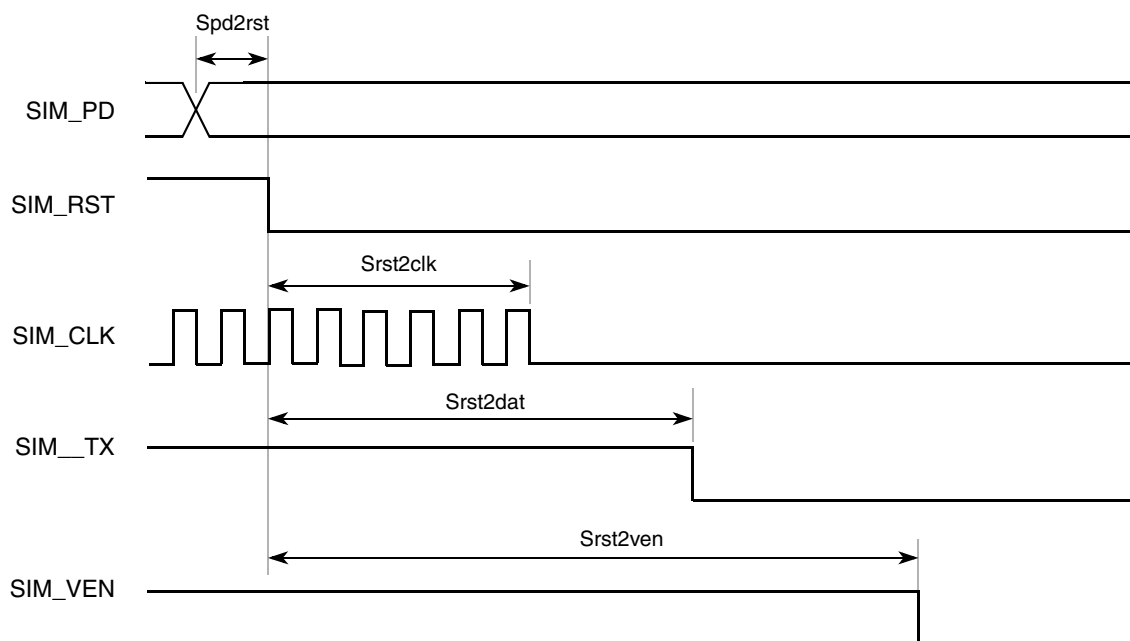 Spd2rst
SIM_PD
SIM_RST
Srst2clk
SIM_CLK
Srst2dat
SIM__TX
Srst2ven
SIM_VEN